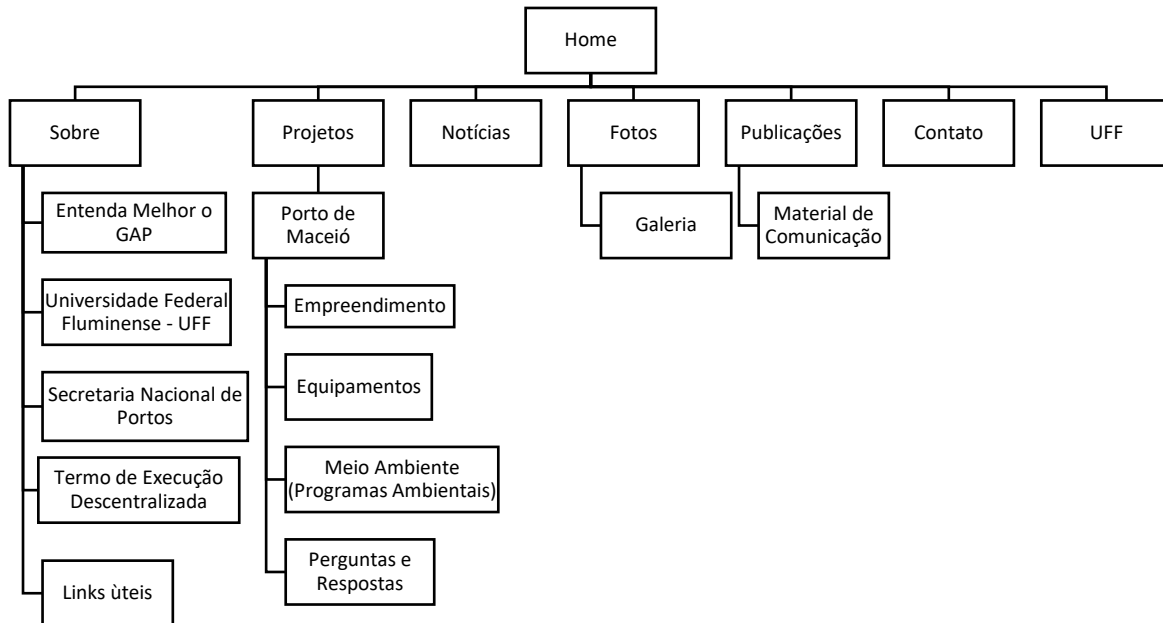 Home
Sobre
Projetos
Notícias
Fotos
Publicações
Contato
UFF
Entenda Melhor o
GAP
Universidade Federal
Fluminense - UFF
Secretaria Nacional de
Portos
Termo de Execução
Descentralizada
Links ùteis
Porto de
Maceió
Empreendimento
Equipamentos
Meio Ambiente
(Programas Ambientais)
Perguntas e
Respostas
Galeria
Material de
Comunicação